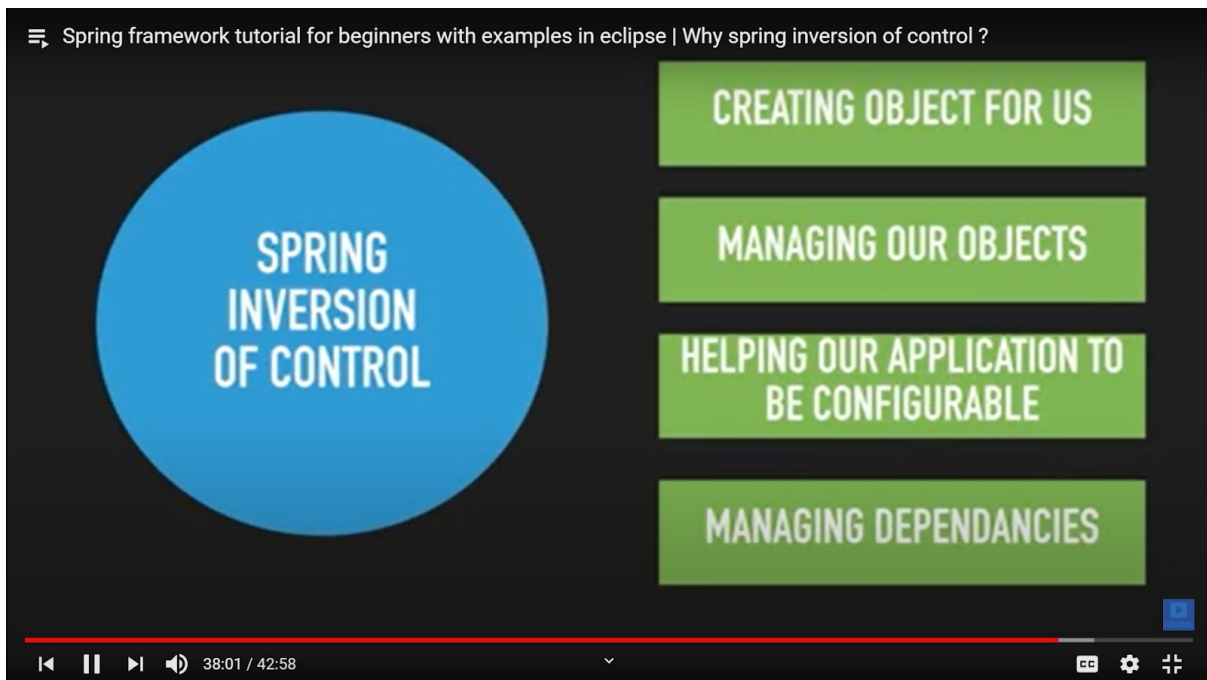 Spring framework tutorial for beginners with examples in eclipse | Why spring inversion of control ?
SPRING
INVERSION
OF CONTROL
CREATING OBJECT FOR US
MANAGING OUR OBJECTS
HELPING OUR APPLICATION TO
BE CONFIGURABLE
MANAGING DEPENDANCIES
38:01 / 42:58
CC